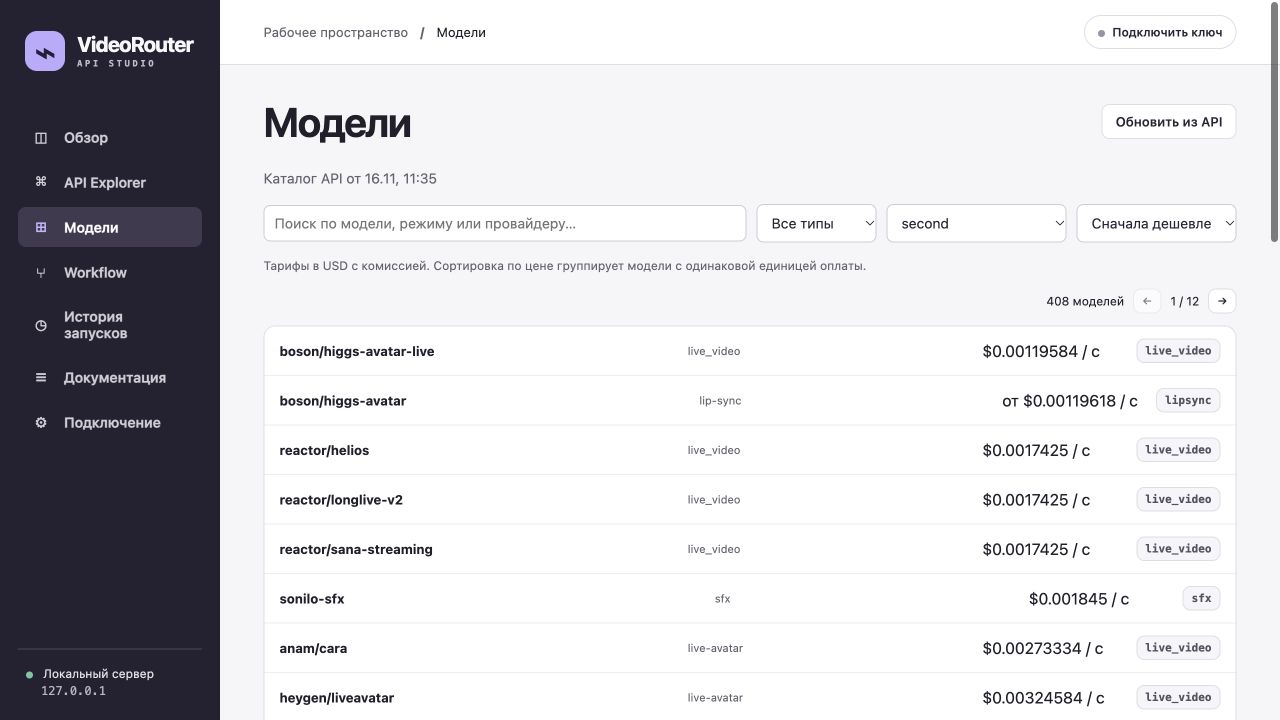 VideoRouter
API STUDIO
Обзор
API Explorer
Модели
Workflow
История
запусков
Документация
Подключение
Локальный сервер
127.0.0.1
Рабочее пространство / Модели
Подключить ключ
Модели
Обновить из API
Каталог API от 16.11, 11:35
Поиск по модели, режиму или провайдеру...
Все типы
second
Сначала дешевле
Тарифы в USD с комиссией. Сортировка по цене группирует модели с одинаковой единицей оплаты.
408 моделей ← 1 / 12 →
boson/higgs-avatar-live live_video $0.00119584 / с live_video
boson/higgs-avatar lip-sync от $0.00119618 / с lipsync
reactor/helios live_video $0.0017425 / с live_video
reactor/longlive-v2 live_video $0.0017425 / с live_video
reactor/sana-streaming live_video $0.0017425 / с live_video
sonilo-sfx sfx $0.001845 / с sfx
anam/cara live-avatar $0.00273334 / с live_video
heygen/liveavatar live-avatar $0.00324584 / с live_video